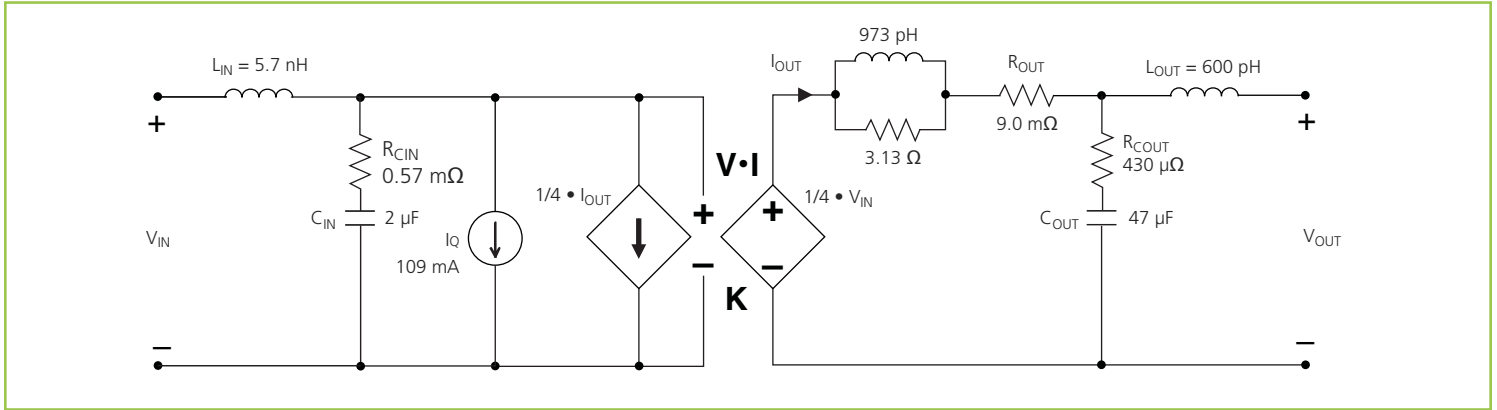 L_IN = 5.7 nH
+
R_CIN
0.57 mΩ
C_IN
2 µF
V_IN
I_Q
109 mA
1/4 • I_OUT
V•I
+
−
K
+
−
1/4 • V_IN
I_OUT
973 pH
3.13 Ω
R_OUT
9.0 mΩ
L_OUT = 600 pH
+
R_COUT
430 µΩ
C_OUT
47 µF
V_OUT
−
−